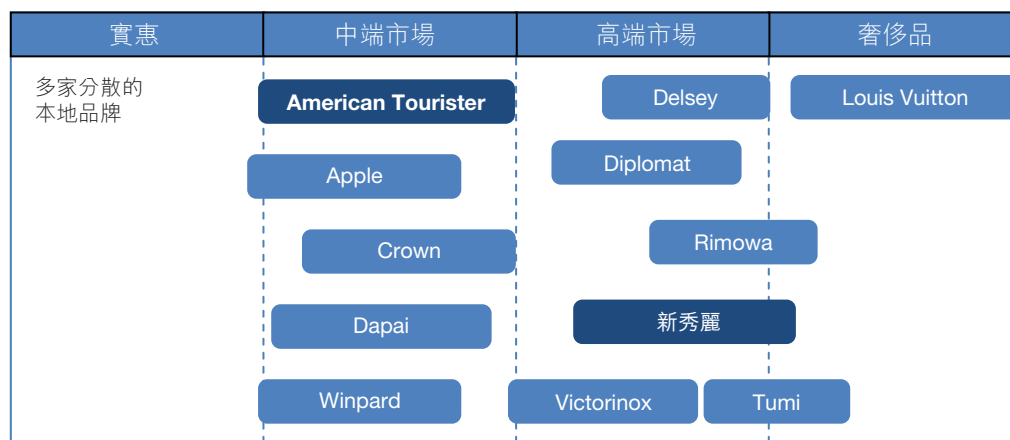 實惠
中端市場
高端市場
奢侈品
多家分散的
本地品牌
American Tourister
Delsey
Louis Vuitton
Apple
Diplomat
Crown
Rimowa
Dapai
新秀麗
Winpard
Victorinox
Tumi